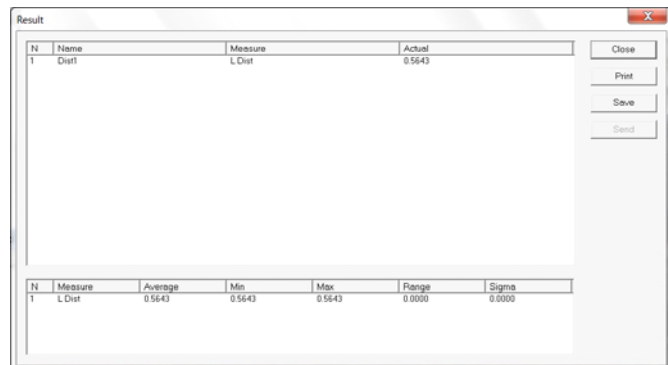 Result
X
N Name Measure Actual
1 Dist1 L.Dist 0.5643
Close
Print
Save
Send
N Measure Average Min Max Range Sigma
1 L.Dist 0.5643 0.5643 0.5643 0.0000 0.0000